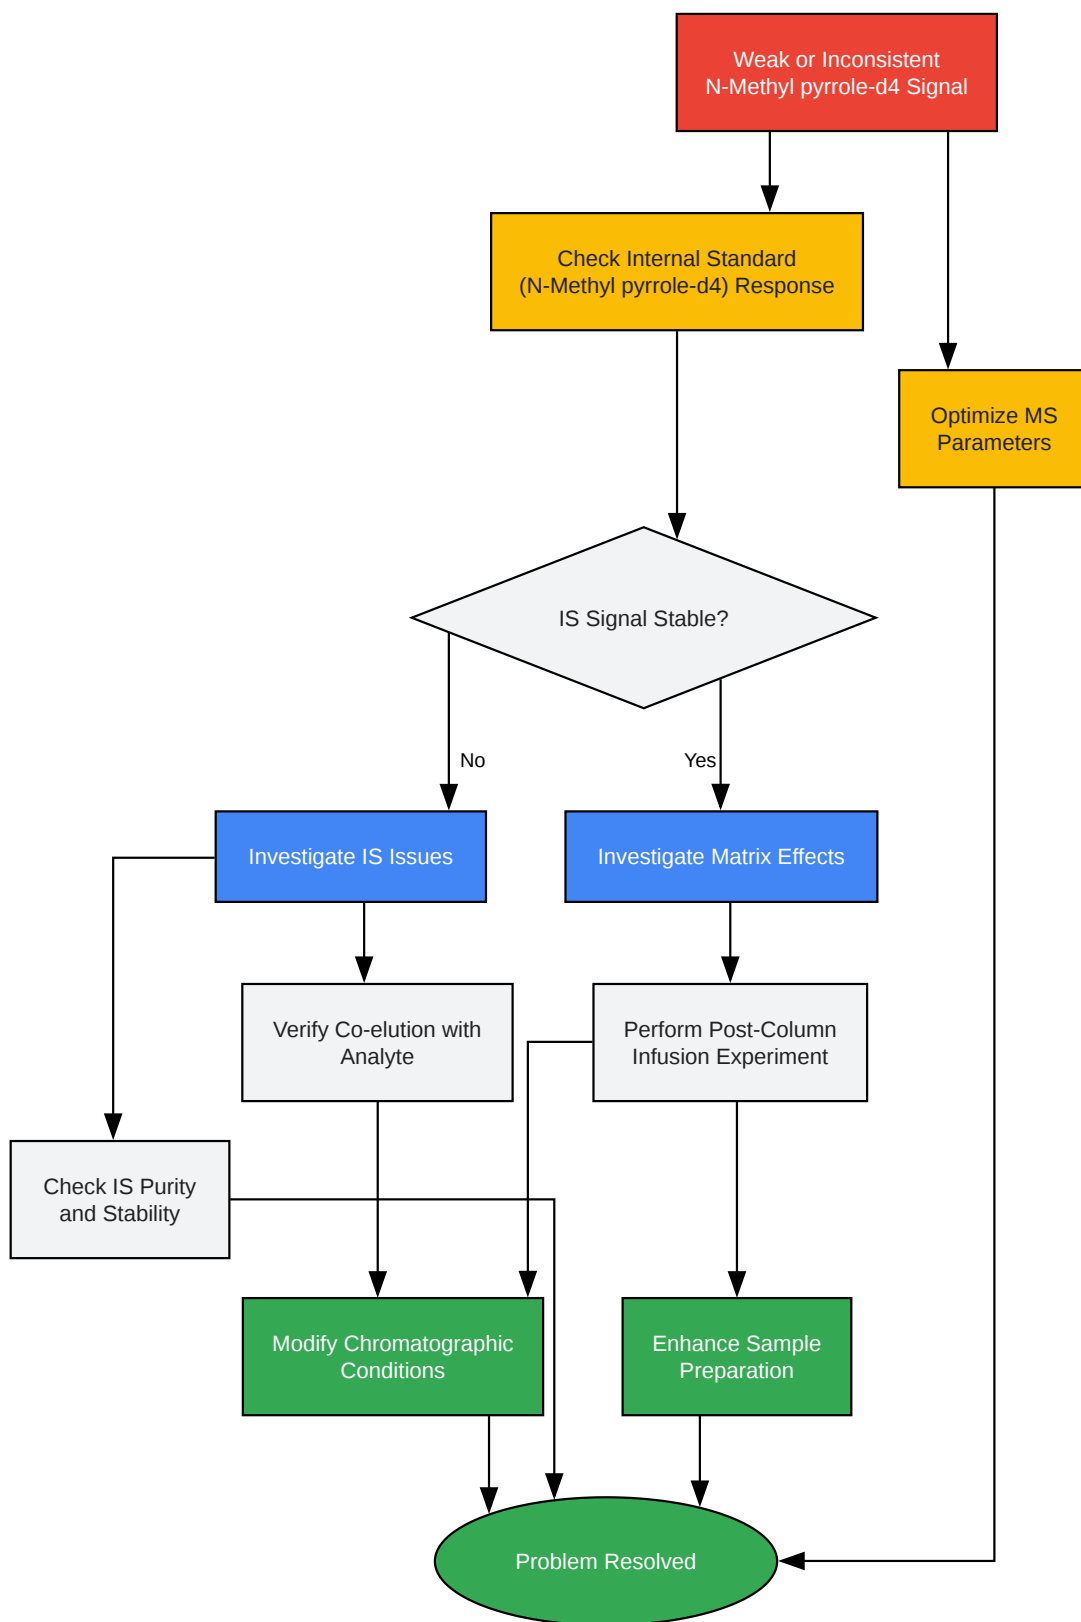 Weak or Inconsistent
N-Methyl pyrrole-d4 Signal
Check Internal Standard
(N-Methyl pyrrole-d4) Response
Optimize MS
Parameters
IS Signal Stable?
No
Yes
Investigate IS Issues
Investigate Matrix Effects
Verify Co-elution with
Analyte
Perform Post-Column
Infusion Experiment
Check IS Purity
and Stability
Modify Chromatographic
Conditions
Enhance Sample
Preparation
Problem Resolved